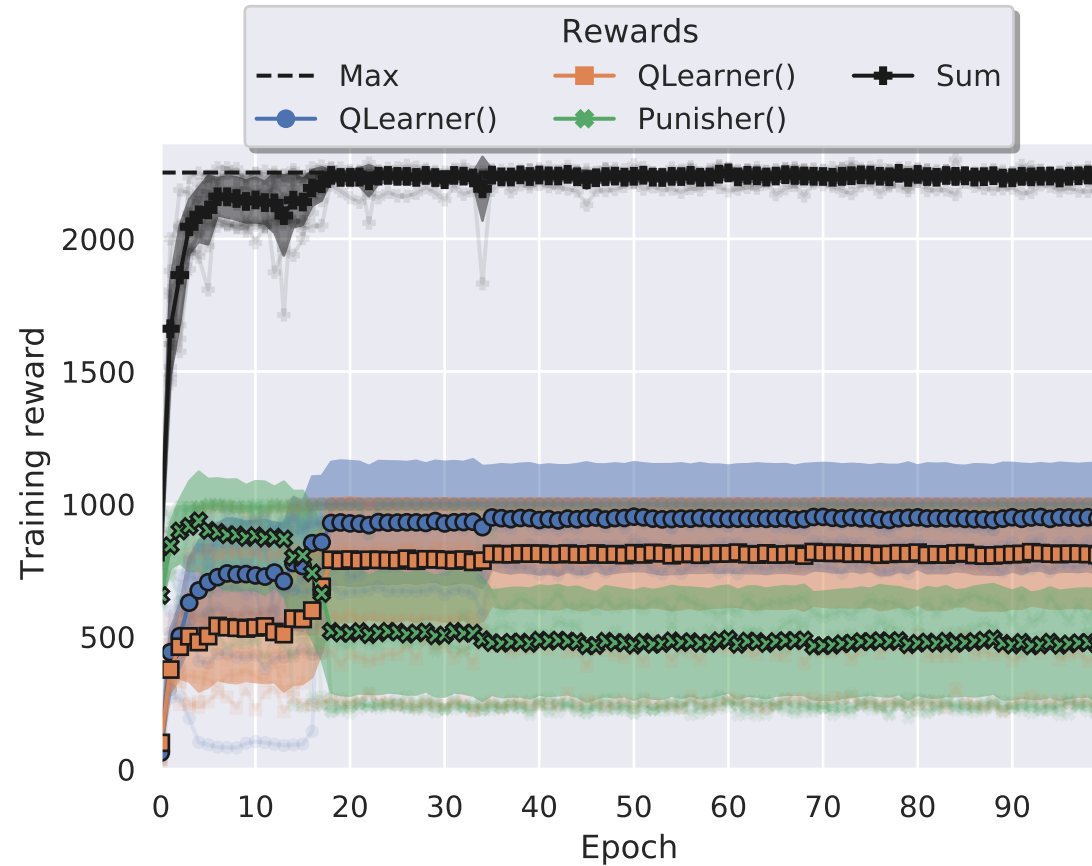 Rewards
Max QLearner() Sum
QLearner() Punisher()
Training reward
2000
1500
1000
500
0
0 10 20 30 40 50 60 70 80 90
Epoch